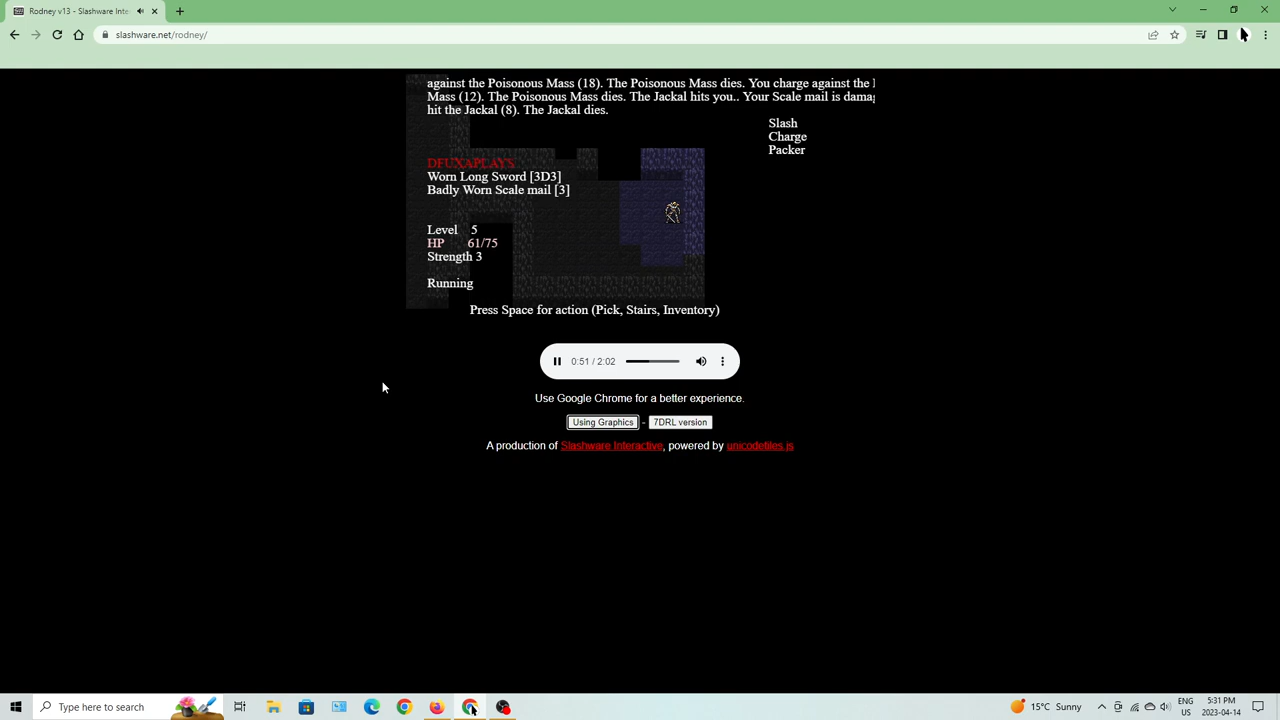 Rodney v13 - Slashware Inte
slashware.net/rodney/
against the Poisonous Mass (18). The Poisonous Mass dies. You charge against the
Mass (12). The Poisonous Mass dies. The Jackal hits you.. Your Scale mail is damag
hit the Jackal (8). The Jackal dies.
Slash
Charge
Packer
DEUXAPLAYS
Worn Long Sword [3D3]
Badly Worn Scale mail [3]
Level 5
HP 61/75
Strength 3
Running
Press Space for action (Pick, Stairs, Inventory)
0:51 / 2:02
Use Google Chrome for a better experience.
Using Graphics - 7DRL version
A production of Slashware Interactive, powered by unicodetiles.js
Type here to search
15°C Sunny
ENG
US
5:31 PM
2023-04-14